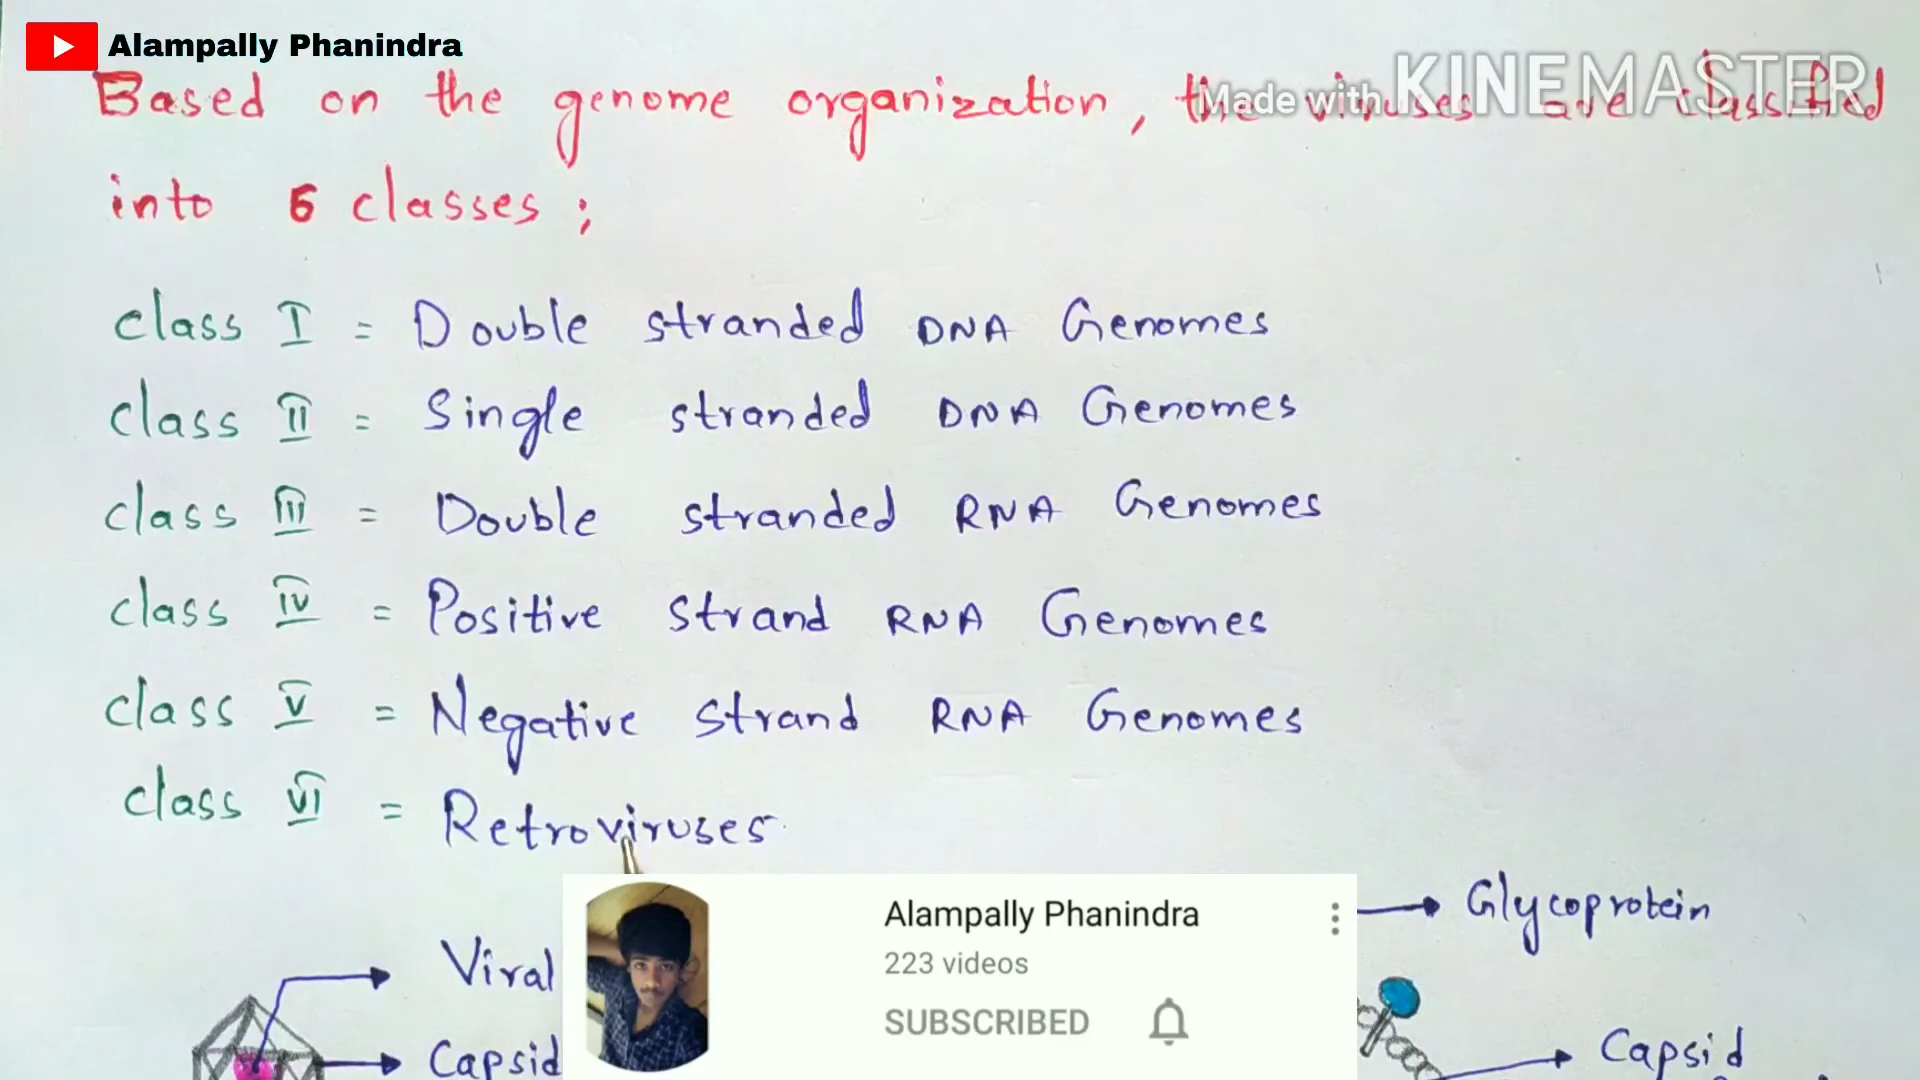 Alampally Phanindra
Made with KINEMASTER
Based on the genome organization, the viruses are classified
into 6 classes;
class I = Double stranded DNA Genomes
class II = Single stranded DNA Genomes
class III = Double stranded RNA Genomes
class IV = Positive strand RNA Genomes
class V = Negative strand RNA Genomes
class VI = Retroviruses
Glycoprotein
Viral
Capsid
Capsid
Alampally Phanindra
223 videos
SUBSCRIBED